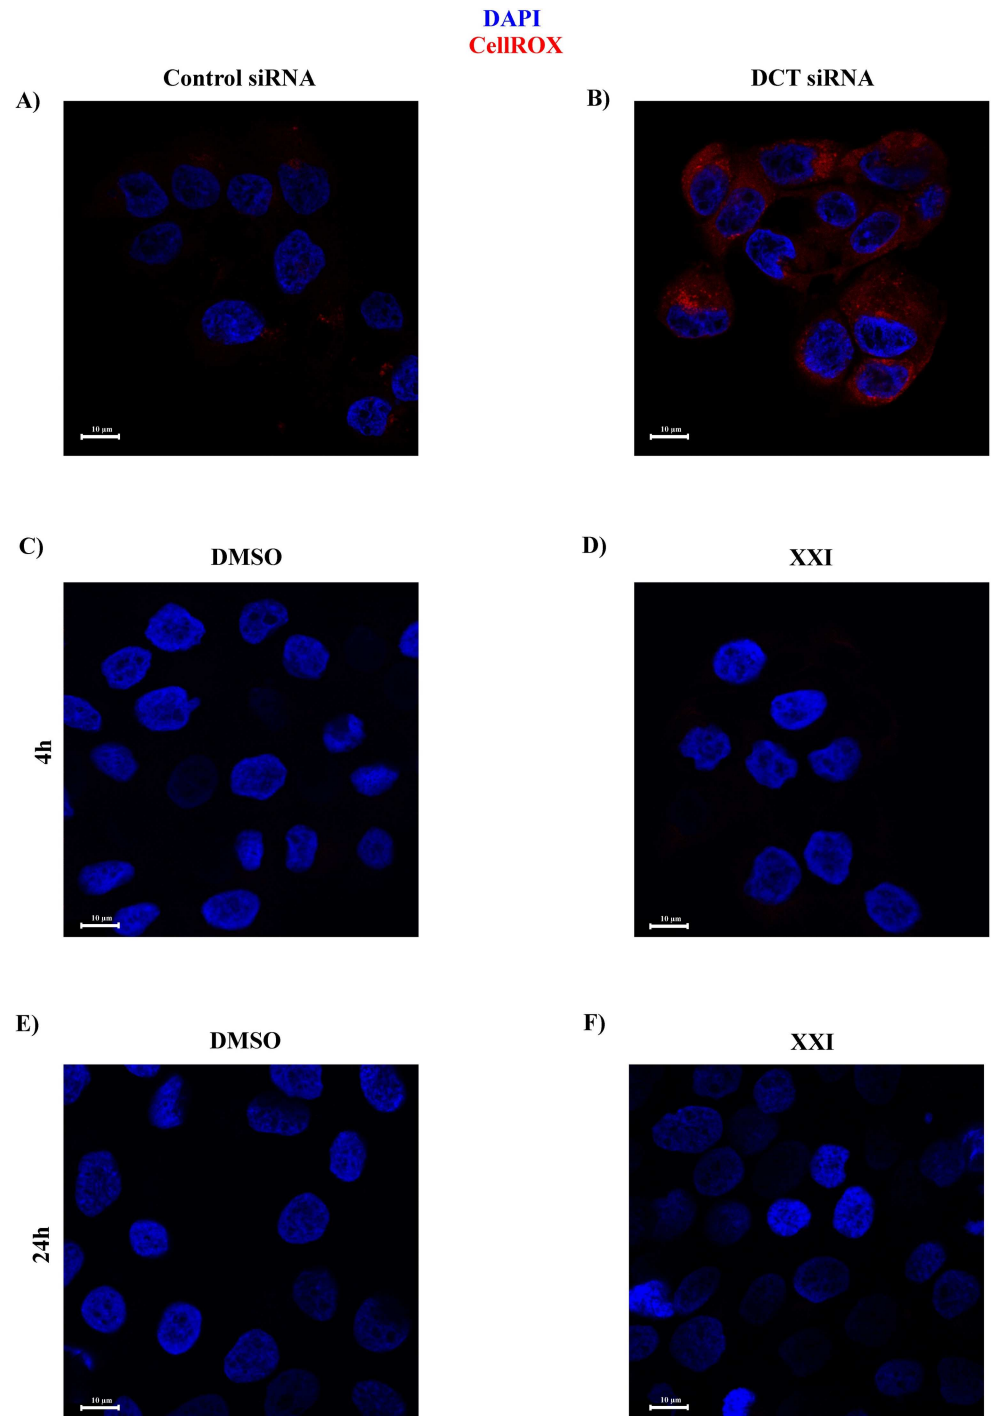 DAPI
CellROX
Control siRNA
DCT siRNA
A)
B)
10 µm
10 µm
C)
D)
DMSO
XXI
4h
10 µm
10 µm
E)
F)
DMSO
XXI
24h
10 µm
10 µm